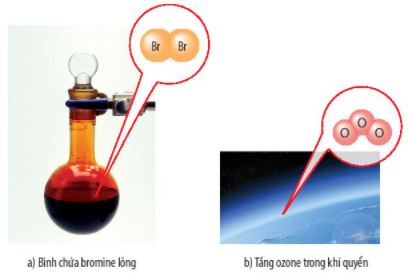 Br Br
O O O
a) Bình chứa bromine lỏng
b) Tầng ozone trong khí quyển